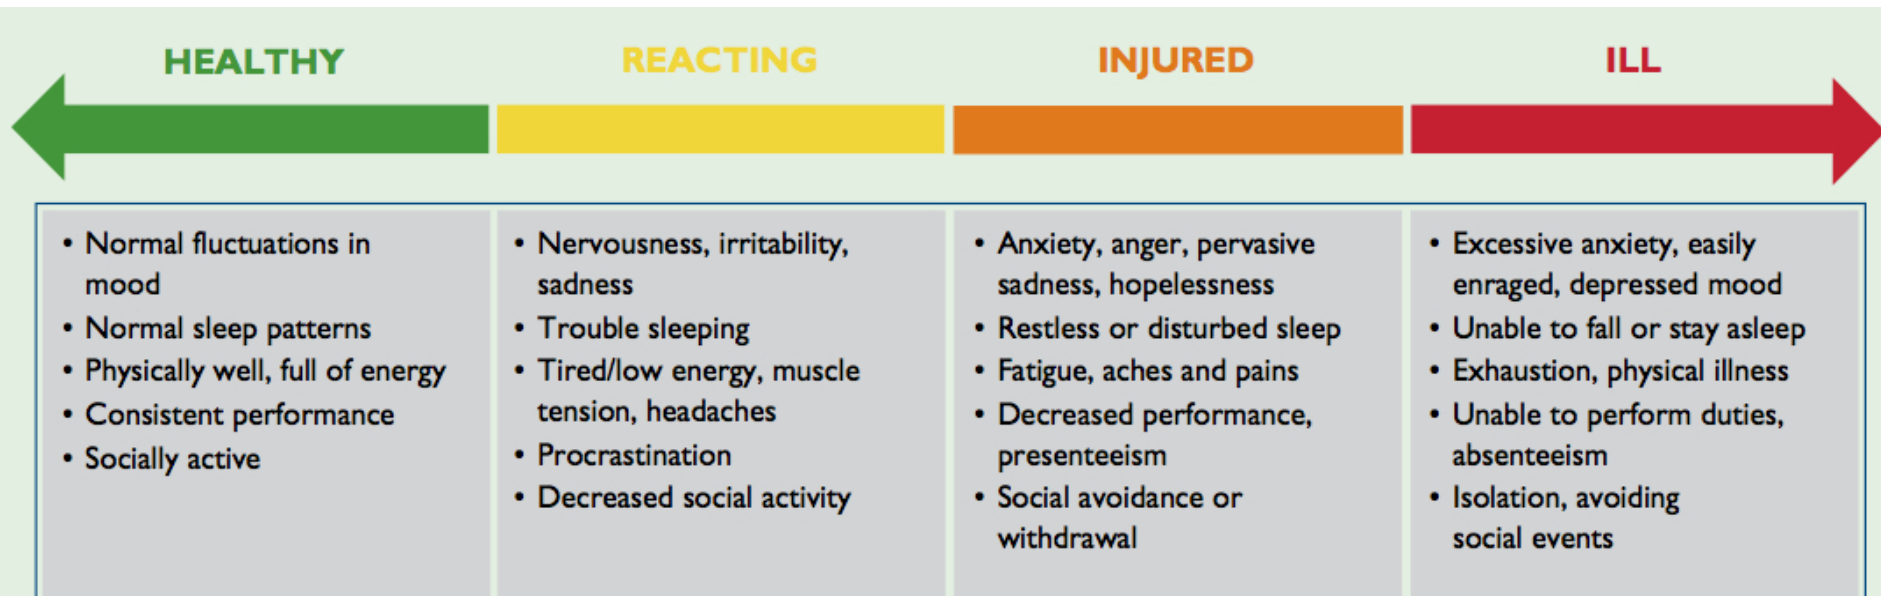 HEALTHY
REACTING
INJURED
ILL
• Normal fluctuations in
mood
• Normal sleep patterns
• Physically well, full of energy
• Consistent performance
• Socially active
• Nervousness, irritability,
sadness
• Trouble sleeping
• Tired/low energy, muscle
tension, headaches
• Procrastination
• Decreased social activity
• Anxiety, anger, pervasive
sadness, hopelessness
• Restless or disturbed sleep
• Fatigue, aches and pains
• Decreased performance,
presenteeism
• Social avoidance or
withdrawal
• Excessive anxiety, easily
enraged, depressed mood
• Unable to fall or stay asleep
• Exhaustion, physical illness
• Unable to perform duties,
absenteeism
• Isolation, avoiding
social events